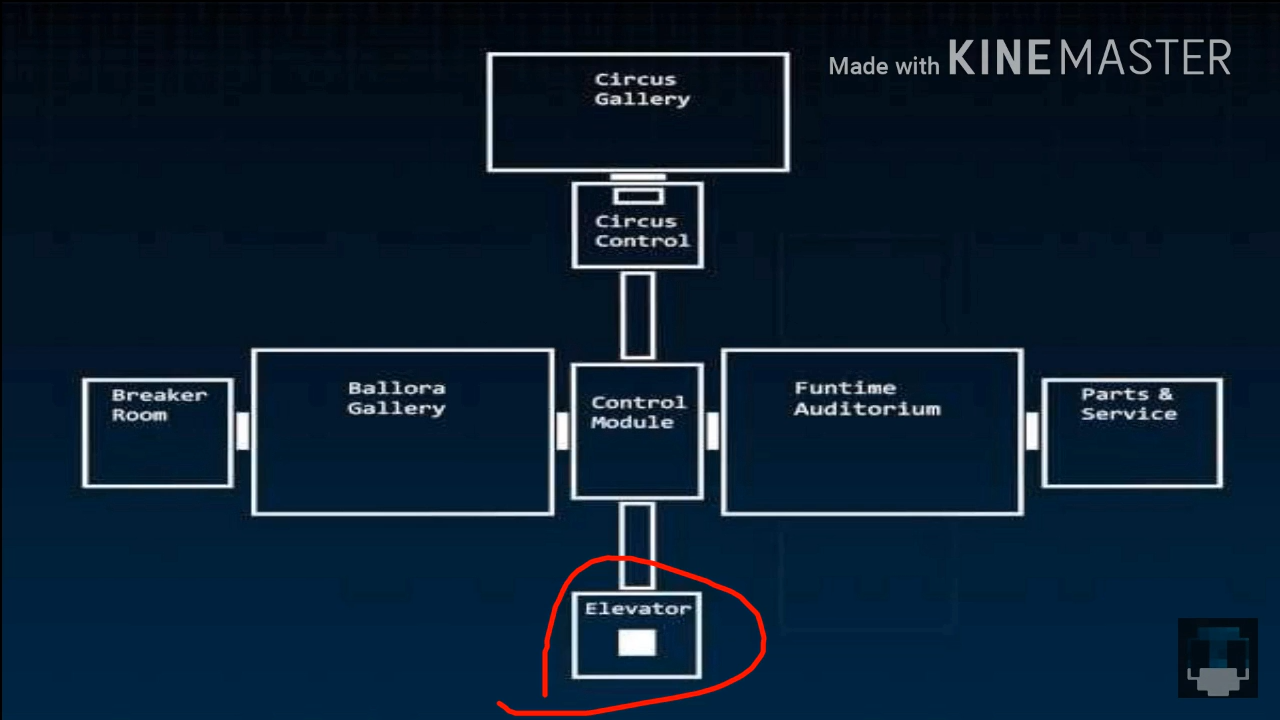 Circus
Gallery
Made with KINEMASTER
Circus
Control
Breaker
Room
Ballora
Gallery
Control
Module
Funtime
Auditorium
Parts &
Service
Elevator